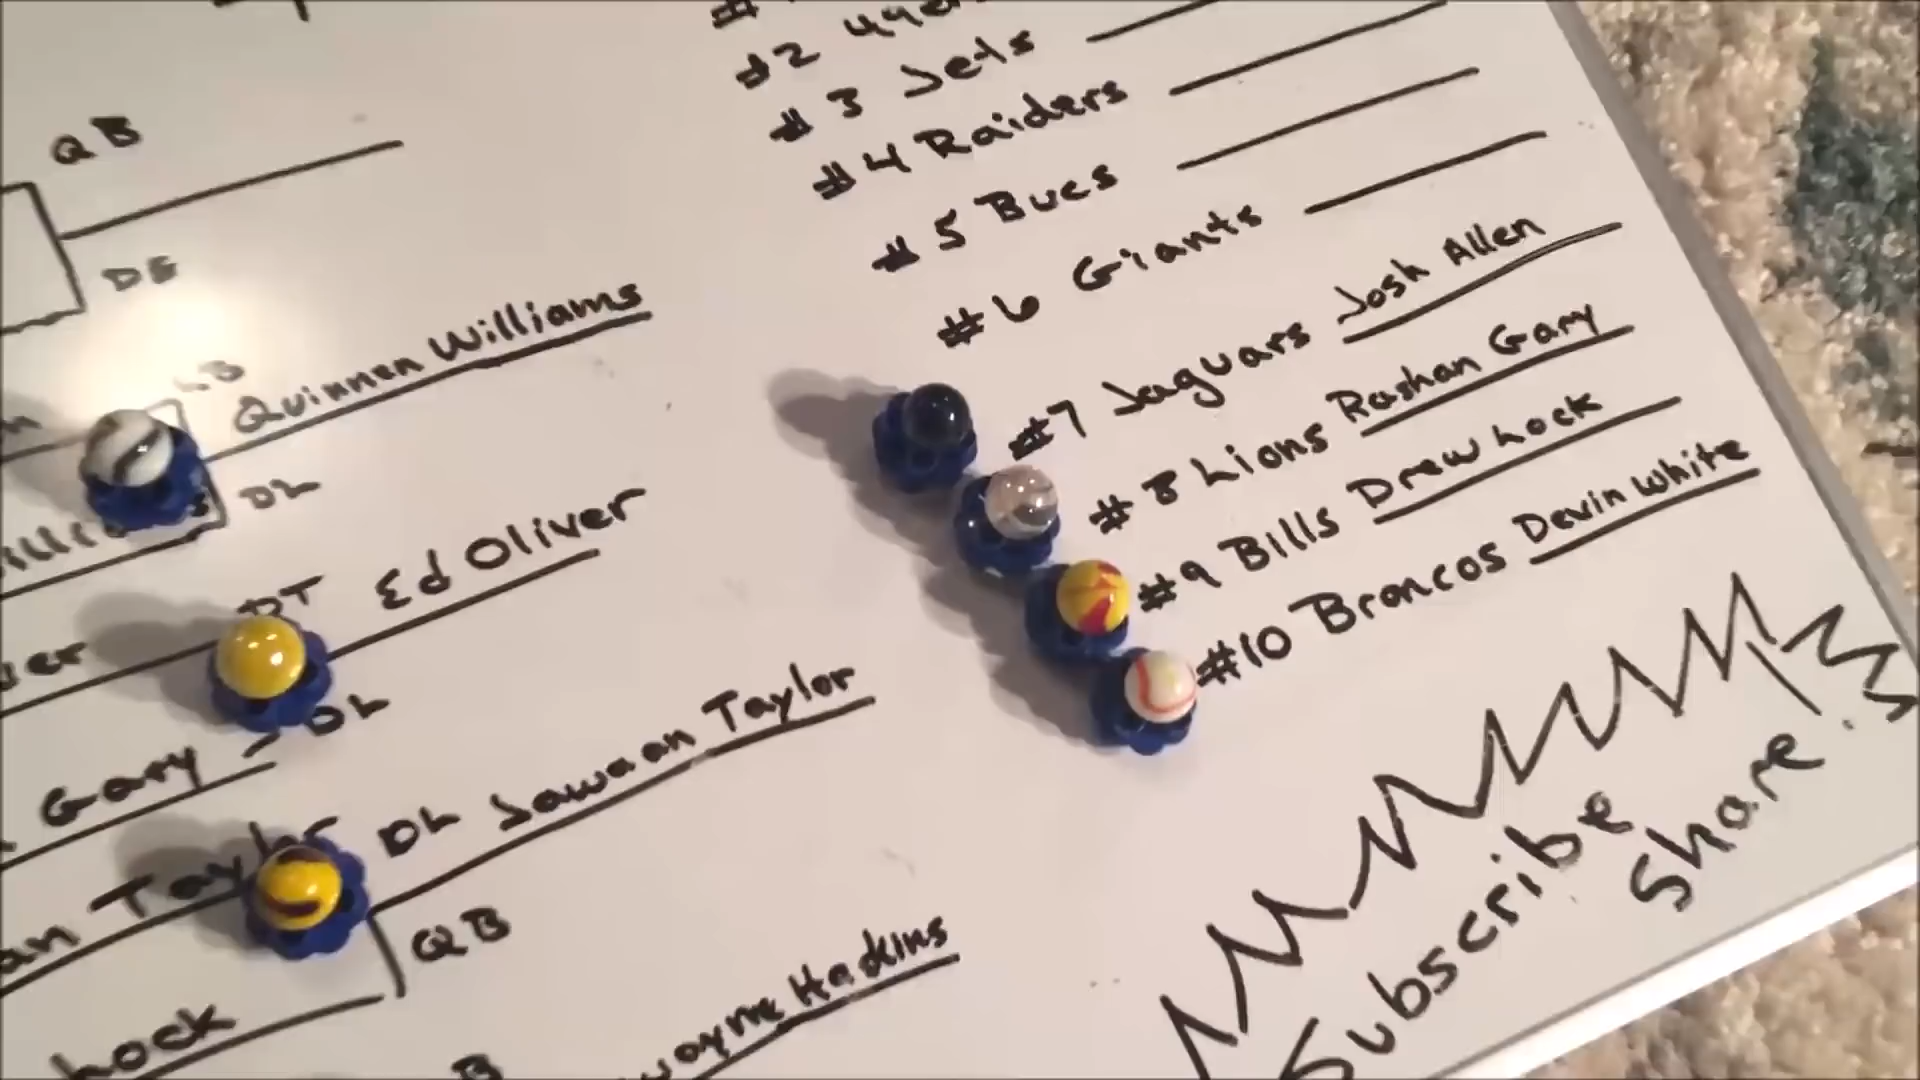 QB
DE
LB
Quinnen Williams
DL
DT Ed Oliver
Gary - DL
DL Jawaan Taylor
an Taylor
QB
Lock
Dwayne Haskins
#2 49ers
#3 Jets
#4 Raiders
#5 Bucs
#6 Giants
#7 Jaguars Josh Allen
#8 Lions Rashan Gary
#9 Bills Drew Lock
#10 Broncos Devin White
Subscribe
Share!